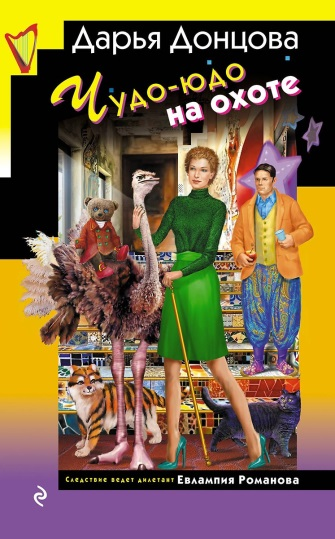 Дарья Донцова
Чудо-юдо
на охоте
Следствие ведет дилетант Евлампия Романова